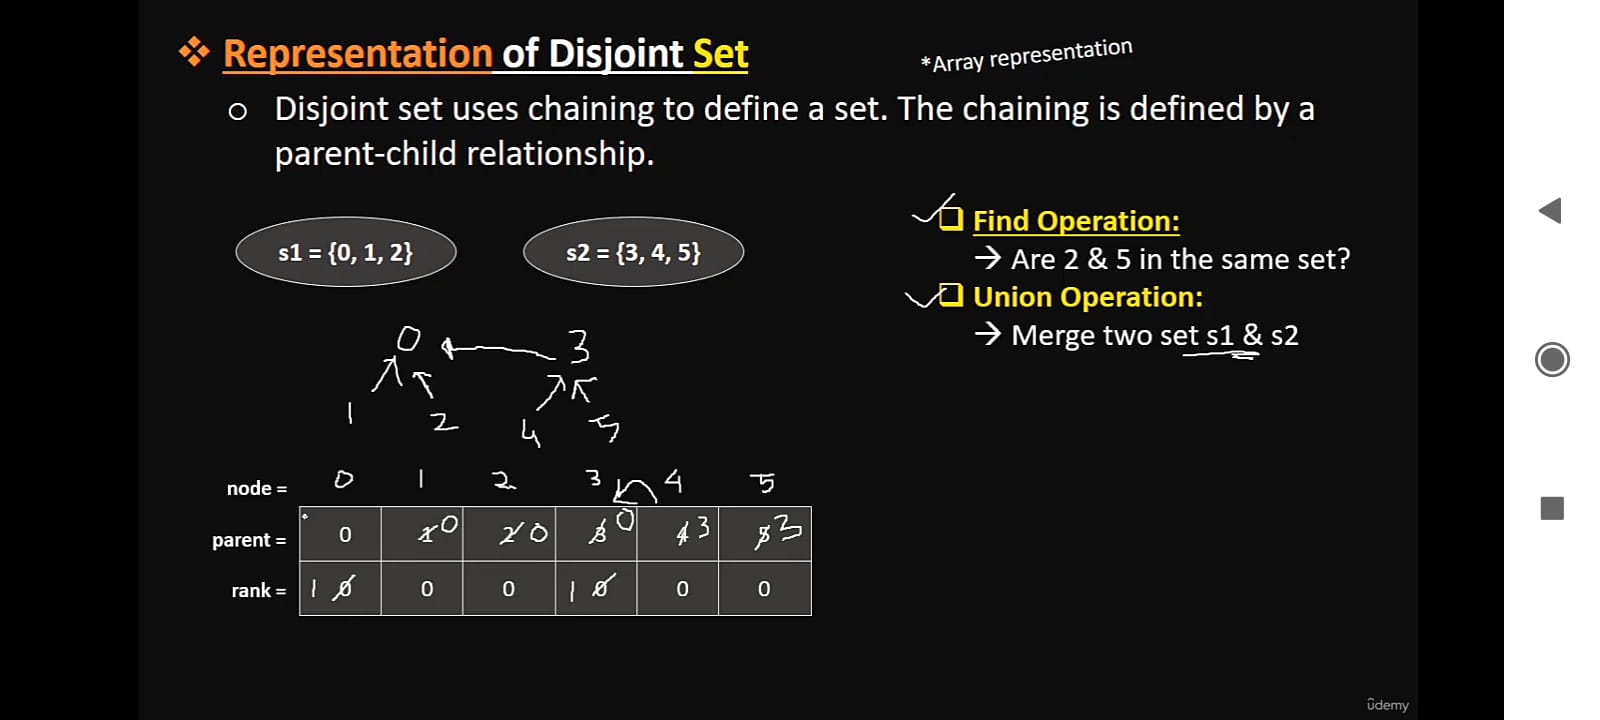 ❖ Representation of Disjoint Set
*Array representation
o Disjoint set uses chaining to define a set. The chaining is defined by a
parent-child relationship.
s1 = {0, 1, 2}
s2 = {3, 4, 5}
❑ Find Operation:
→ Are 2 & 5 in the same set?
❑ Union Operation:
→ Merge two set s1 & s2
0 3
1 2 4 5
node = 0 1 2 3 4 5
parent = 0 1 0 2 0 3 0 4 3 5 3
rank = 1 0 0 0 1 0 0 0
ûdemy